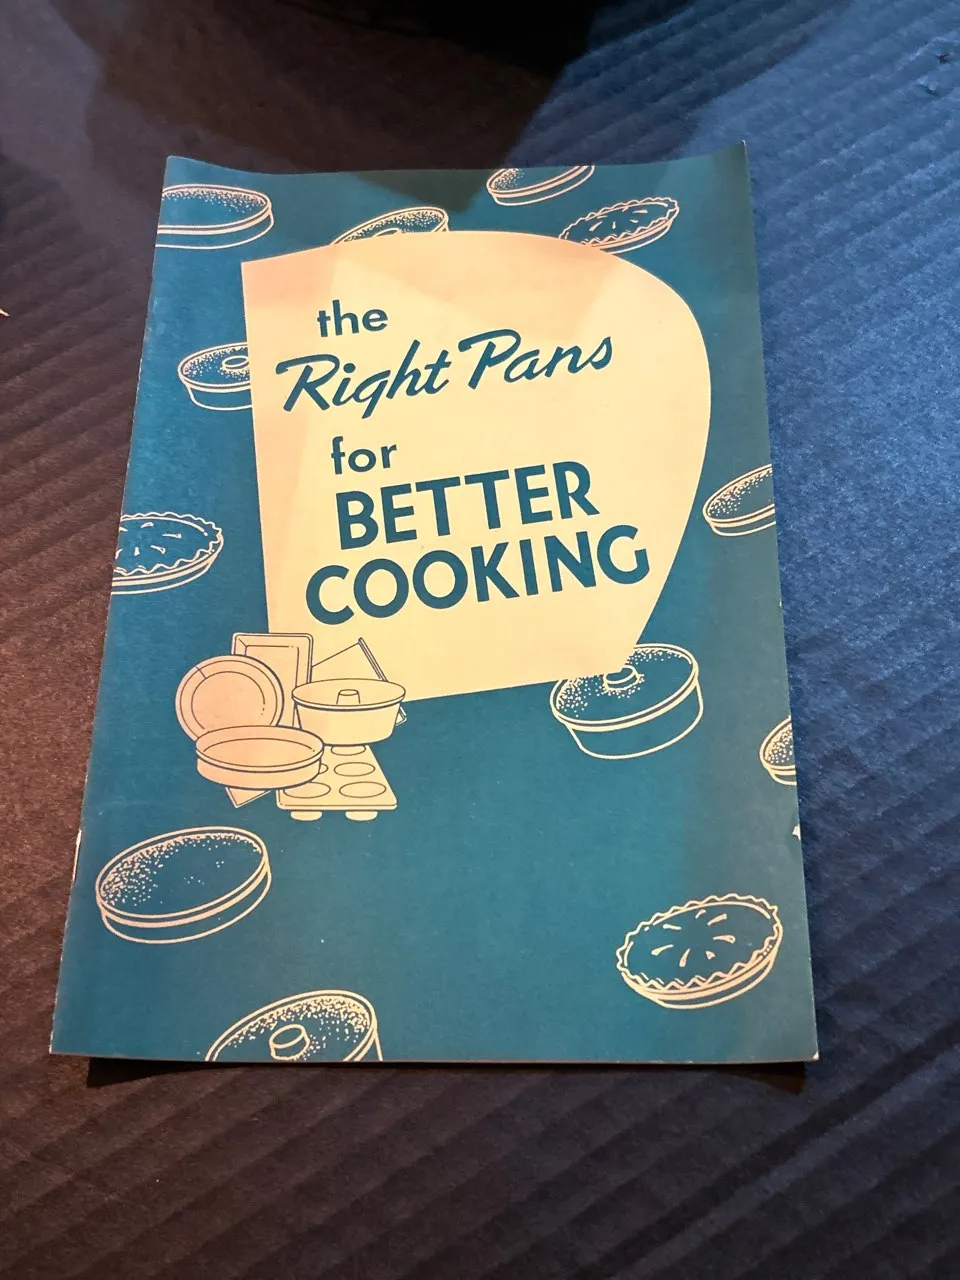 the
Right Pans
for
BETTER
COOKING